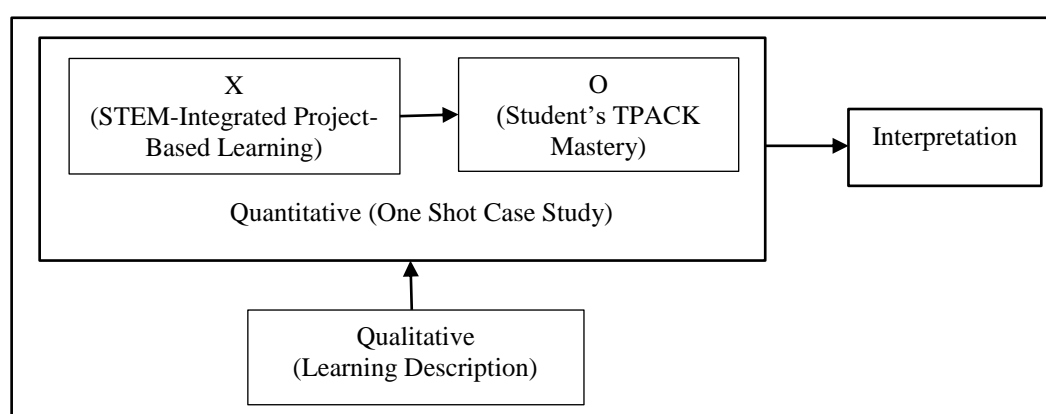 X
(STEM-Integrated Project-
Based Learning)
O
(Student’s TPACK
Mastery)
Interpretation
Quantitative (One Shot Case Study)
Qualitative
(Learning Description)